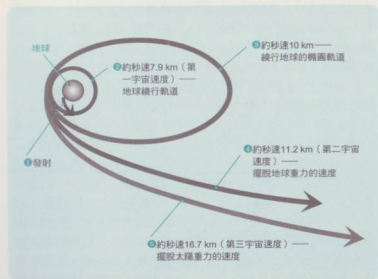 地球
❷約秒速7.9 km（第
一宇宙速度）——
地球繞行軌道
❸約秒速10 km——
繞行地球的橢圓軌道
❶發射
❹約秒速11.2 km（第二宇宙
速度）——
擺脫地球重力的速度
❺約秒速16.7 km（第三宇宙速度）——
擺脫太陽重力的速度